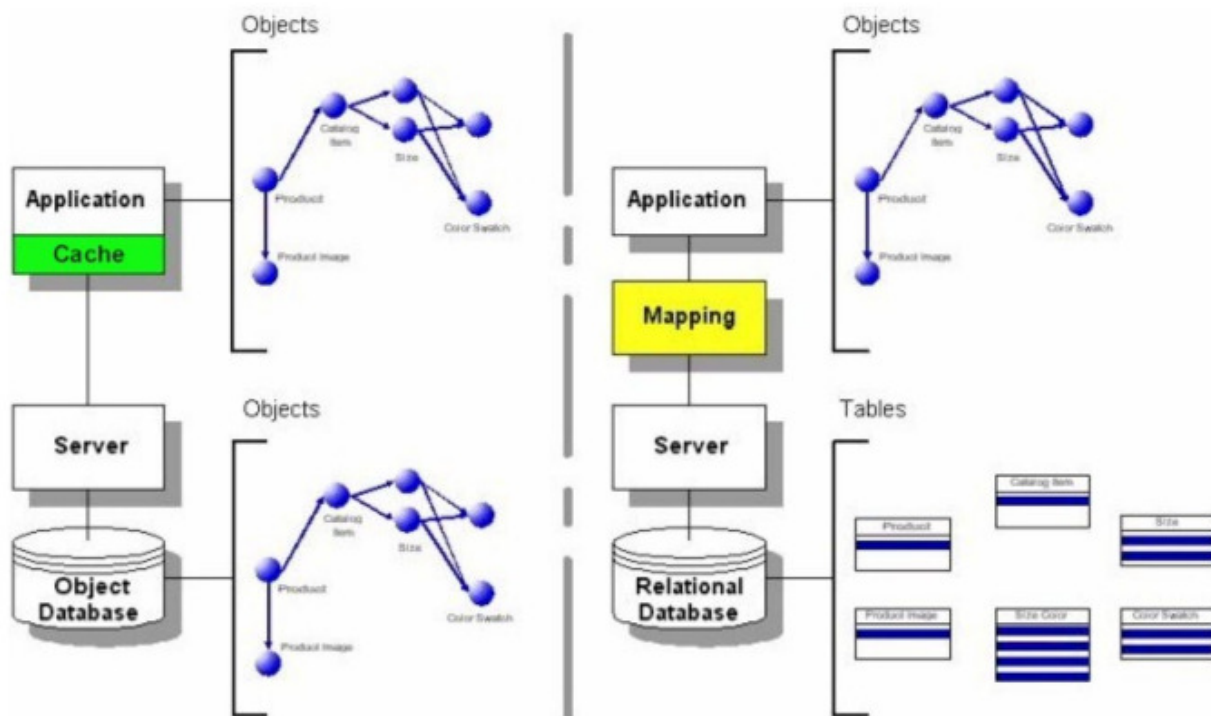 Objects
Catalog
Item
Size
Product
Color Swatch
Product Image
Application
Cache
Server
Objects
Catalog
Item
Size
Product
Color Swatch
Product Image
Object
Database
Objects
Catalog
Item
Size
Product
Color Swatch
Product Image
Application
Mapping
Server
Tables
Catalog Item
Product
Size
Relational
Database
Product Image
Size Color
Color Swatch